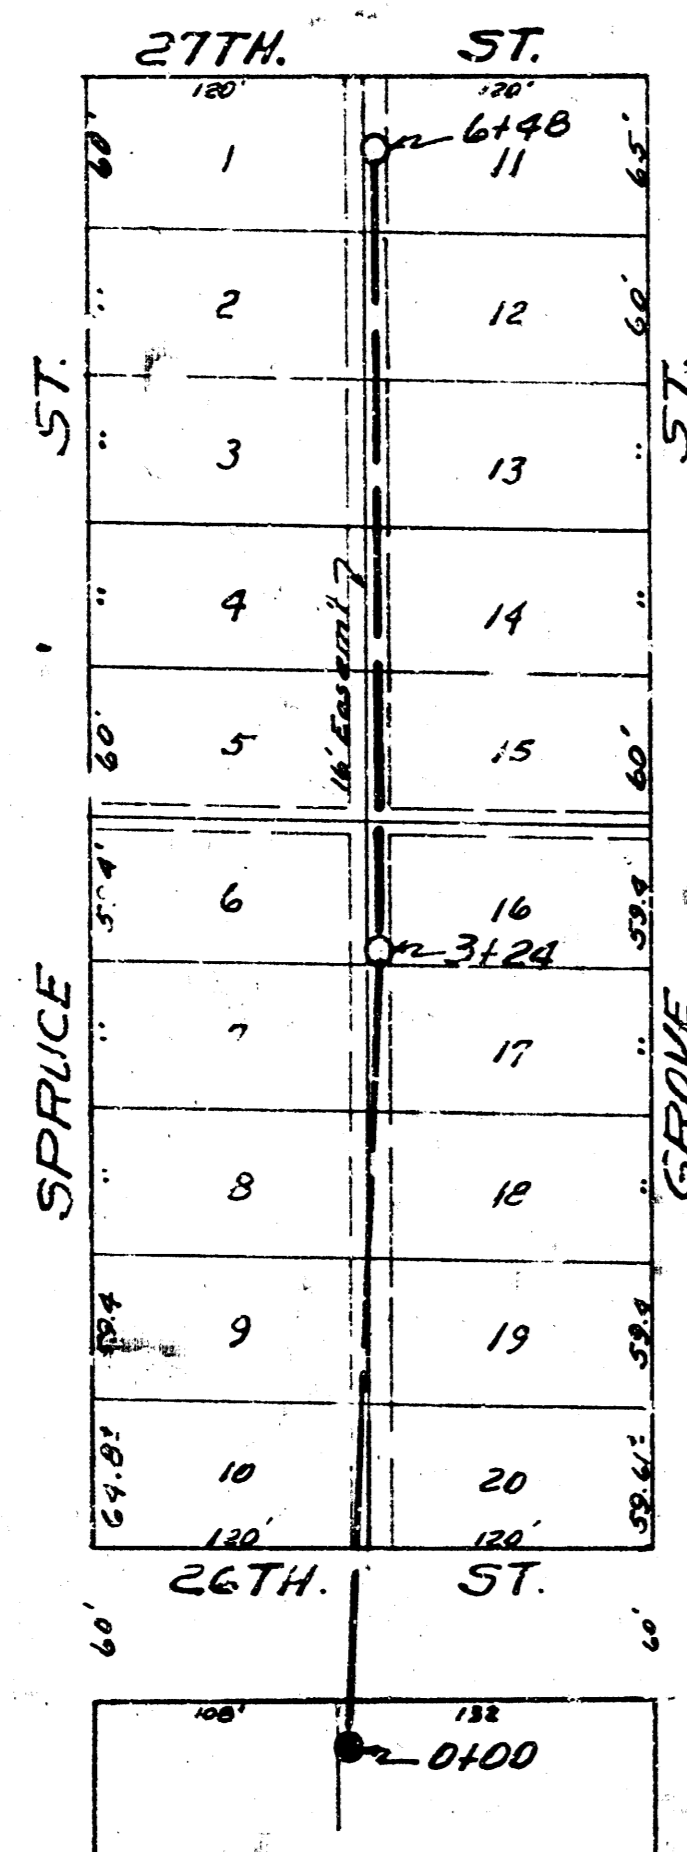 27TH. ST.
120' 120'
60' 1 6+48 11 65'
" 2 12 60'
ST. ST.
" 3 13 "
" 4 14 "
16' Easem't
60' 5 15 60'
6 16 59.4
3+24
SPRUCE GROVE
" 7 17 "
" 8 18 "
59.4 9 19 59.4
64.8± 10 20 59.61±
120' 120'
26TH. ST.
60' 60'
108' 132
0+00